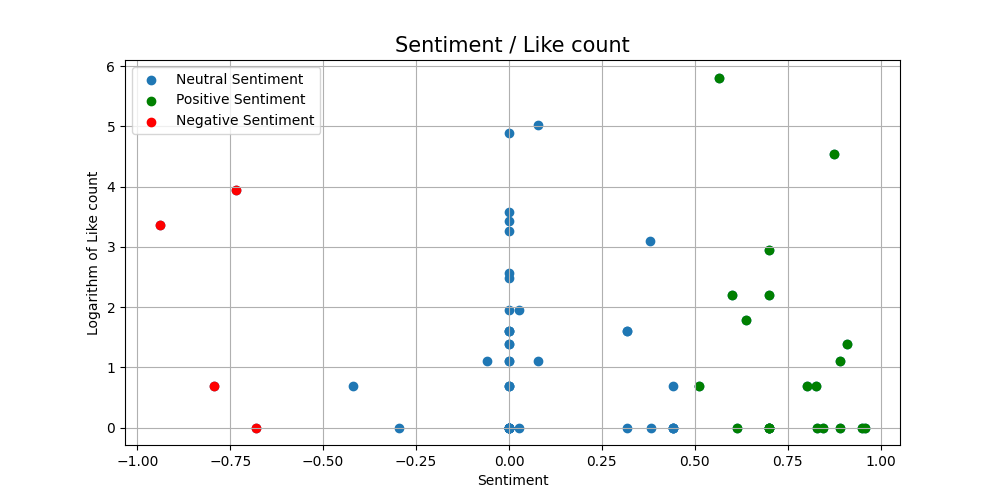 Sentiment / Like count
Neutral Sentiment
Positive Sentiment
Negative Sentiment
Logarithm of Like count
6
5
4
3
2
1
0
−1.00 −0.75 −0.50 −0.25 0.00 0.25 0.50 0.75 1.00
Sentiment